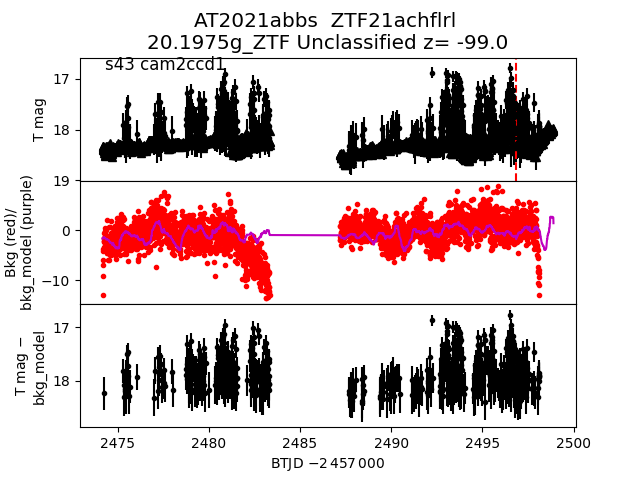 AT2021abbs  ZTF21achflrl
20.1975g_ZTF Unclassified z= -99.0
s43 cam2ccd1
T mag
17
18
19
Bkg (red)/
bkg_model (purple)
0
−10
T mag −
bkg_model
17
18
2475 2480 2485 2490 2495 2500
BTJD −2 457 000